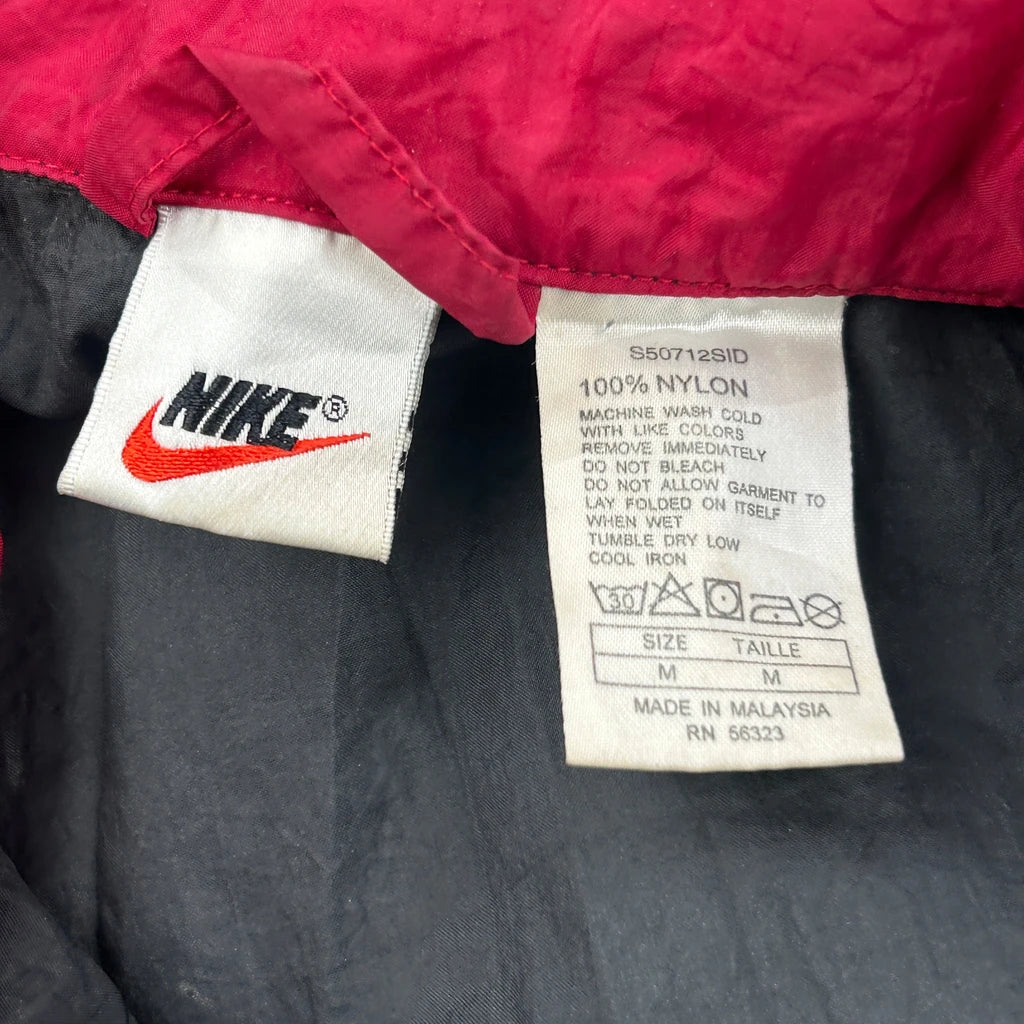 NIKE®
S50712SID
100% NYLON
MACHINE WASH COLD
WITH LIKE COLORS
REMOVE IMMEDIATELY
DO NOT BLEACH
DO NOT ALLOW GARMENT TO
LAY FOLDED ON ITSELF
WHEN WET
TUMBLE DRY LOW
COOL IRON
30
SIZE TAILLE
M M
MADE IN MALAYSIA
RN 56323